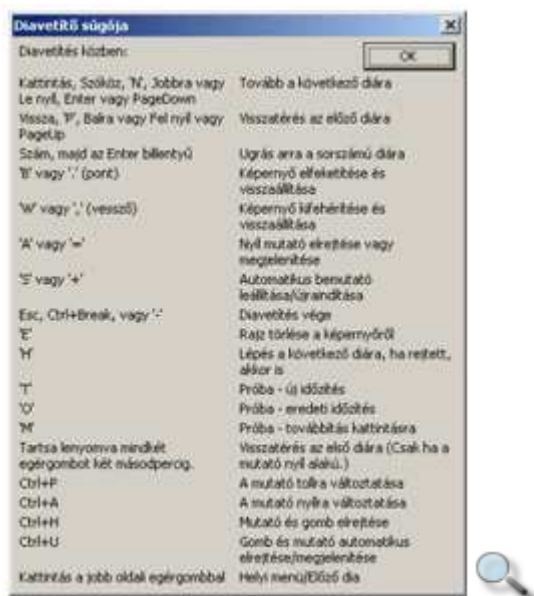 Diavetítő súgója
Diavetítés közben:
OK
Kattintás, Szóköz, 'N', Jobbra vagy Le nyíl, Enter vagy PageDown Tovább a következő diára
Vissza, 'P', Balra vagy Fel nyíl vagy PageUp Visszatérés az előző diára
Szám, majd az Enter billentyű Ugrás arra a sorszámú diára
'B' vagy '.' (pont) Képernyő elfeketítése és visszaállítása
'W' vagy ',' (vessző) Képernyő kifehérítése és visszaállítása
'A' vagy '=' Nyíl mutató elrejtése vagy megjelenítése
'S' vagy '+' Automatikus bemutató leállítása/újraindítása
Esc, Ctrl+Break, vagy '-' Diavetítés vége
'E' Rajz törlése a képernyőről
'H' Lépés a következő diára, ha rejtett, akkor is
'T' Próba - új időzítés
'O' Próba - eredeti időzítés
'M' Próba - továbbítás kattintásra
Tartsa lenyomva mindkét egérgombot két másodpercig. Visszatérés az első diára (Csak ha a mutató nyíl alakú.)
Ctrl+P A mutató tollra változtatása
Ctrl+A A mutató nyílra változtatása
Ctrl+H Mutató és gomb elrejtése
Ctrl+U Gomb és mutató automatikus elrejtése/megjelenítése
Kattintás a jobb oldali egérgombbal Helyi menü/Előző dia